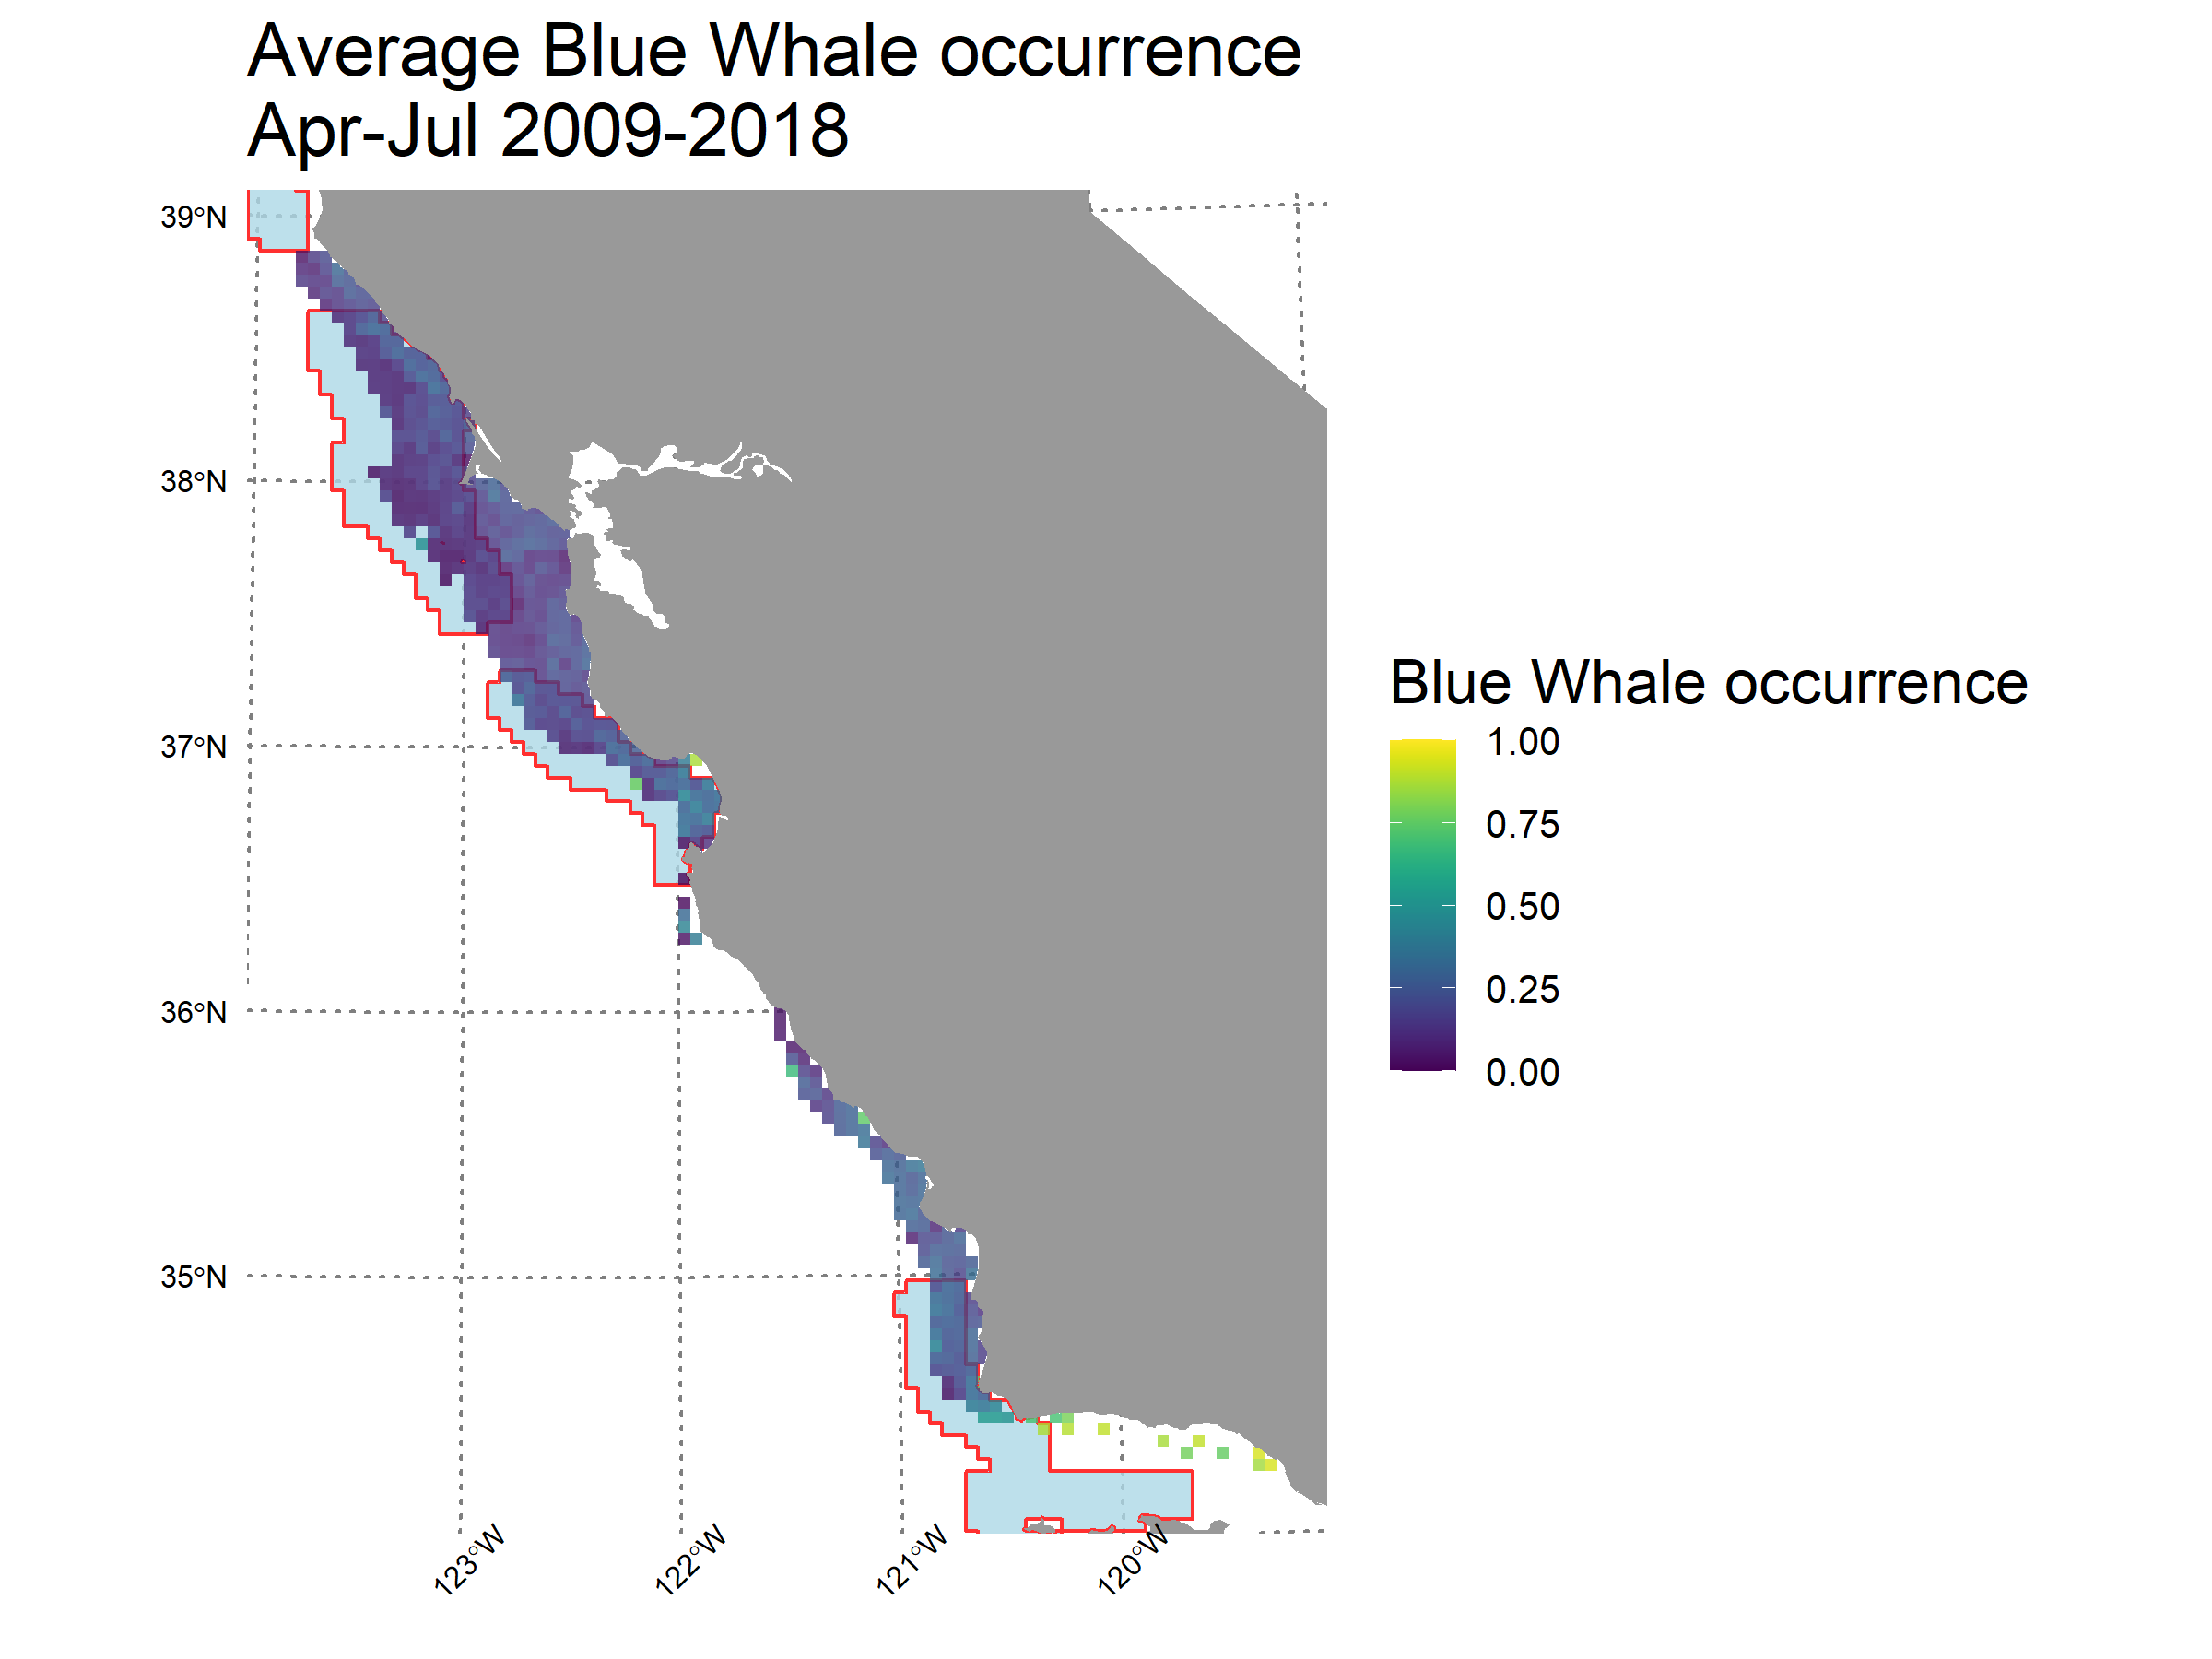 Average Blue Whale occurrence
Apr-Jul 2009-2018
39°N
38°N
37°N
36°N
35°N
123°W
122°W
121°W
120°W
Blue Whale occurrence
1.00
0.75
0.50
0.25
0.00